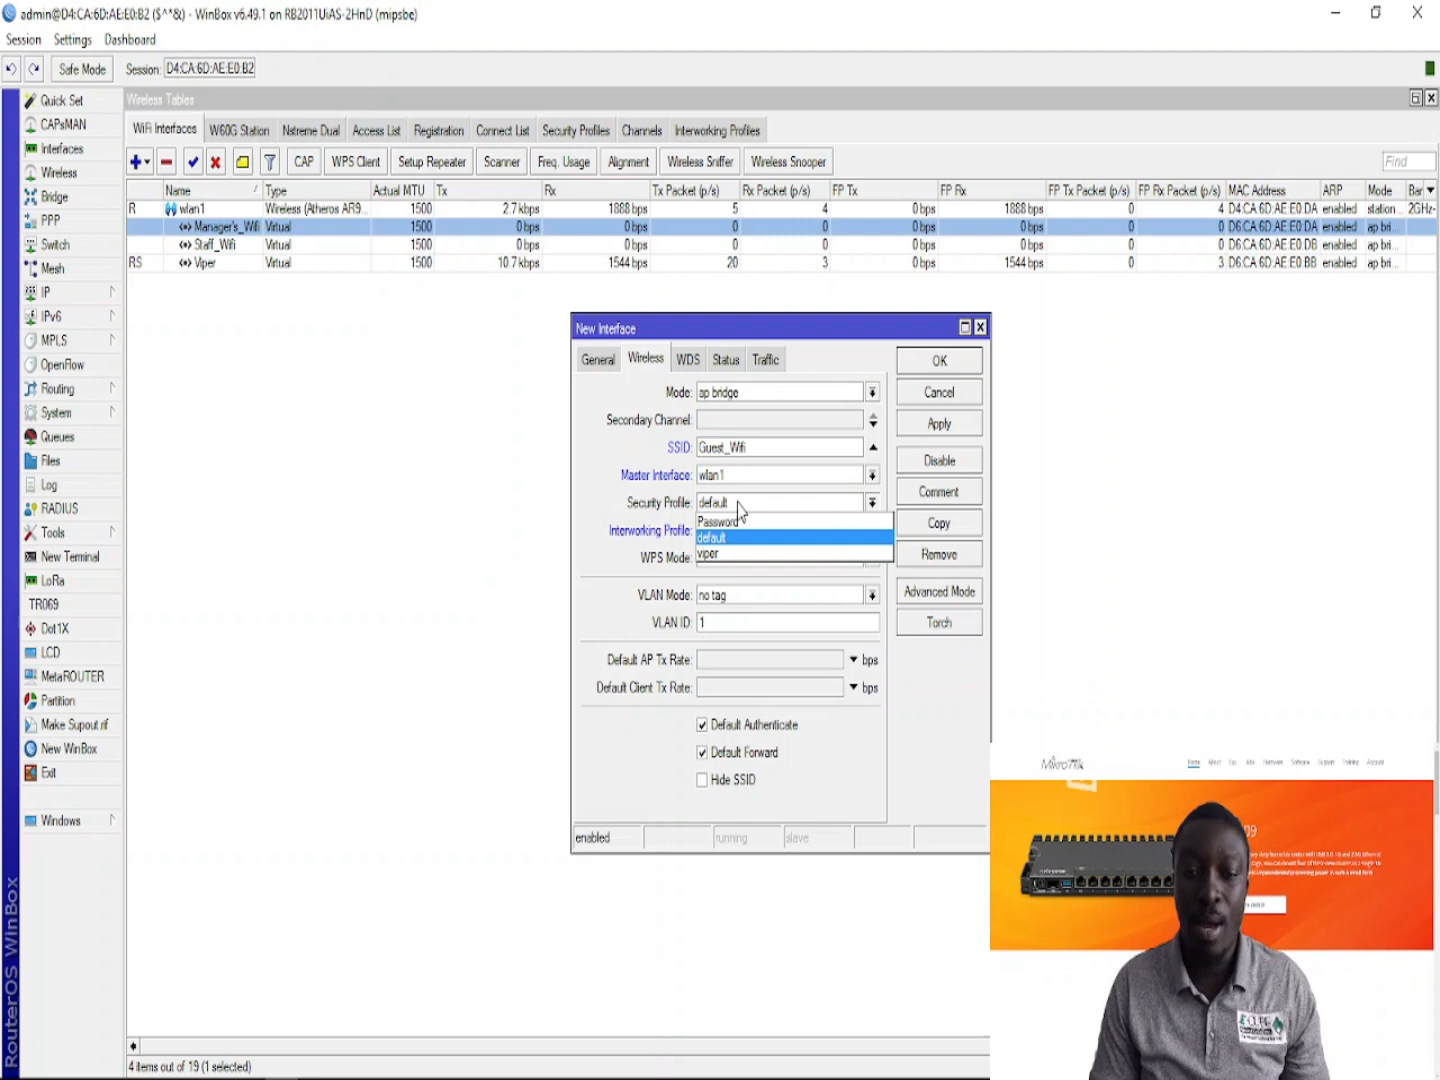 admin@D4:CA:6D:AE:E0:B2 ($^*&) - WinBox v6.49.1 on RB2011UiAS-2HnD (mipsbe)
Session Settings Dashboard
Safe Mode Session: D4:CA:6D:AE:E0:B2
Wireless Tables
WiFi Interfaces W60G Station Nstreme Dual Access List Registration Connect List Security Profiles Channels Interworking Profiles
CAP WPS Client Setup Repeater Scanner Freq. Usage Alignment Wireless Sniffer Wireless Snooper Find
Name / Type Actual MTU Tx Rx Tx Packet (p/s) Rx Packet (p/s) FP Tx FP Rx FP Tx Packet (p/s) FP Rx Packet (p/s) MAC Address ARP Mode Bar
R wlan1 Wireless (Atheros AR9... 1500 2.7 kbps 1888 bps 5 4 0 bps 1888 bps 0 4 D4:CA:6D:AE:E0:DA enabled station... 2GHz-
Manager's_Wifi Virtual 1500 0 bps 0 bps 0 0 0 bps 0 bps 0 0 D6:CA:6D:AE:E0:DA enabled ap bri...
Staff_Wifi Virtual 1500 0 bps 0 bps 0 0 0 bps 0 bps 0 0 D6:CA:6D:AE:E0:DB enabled ap bri...
RS Viper Virtual 1500 10.7 kbps 1544 bps 20 3 0 bps 1544 bps 0 3 D6:CA:6D:AE:E0:BB enabled ap bri...
Quick Set
CAPsMAN
Interfaces
Wireless
Bridge
PPP
Switch
Mesh
IP
IPv6
MPLS
OpenFlow
Routing
System
Queues
Files
Log
RADIUS
Tools
New Terminal
LoRa
TR069
Dot1X
LCD
MetaROUTER
Partition
Make Supout.rif
New WinBox
Exit
Windows
RouterOS WinBox
New Interface
General Wireless WDS Status Traffic
Mode: ap bridge
Secondary Channel:
SSID: Guest_Wifi
Master Interface: wlan1
Security Profile: default
Password
Interworking Profile: default
viper
WPS Mode:
VLAN Mode: no tag
VLAN ID: 1
Default AP Tx Rate: bps
Default Client Tx Rate: bps
Default Authenticate
Default Forward
Hide SSID
OK
Cancel
Apply
Disable
Comment
Copy
Remove
Advanced Mode
Torch
enabled running slave
MikroTik Home About Buy Jobs Hardware Software Support Training Account
09
4 items out of 19 (1 selected)